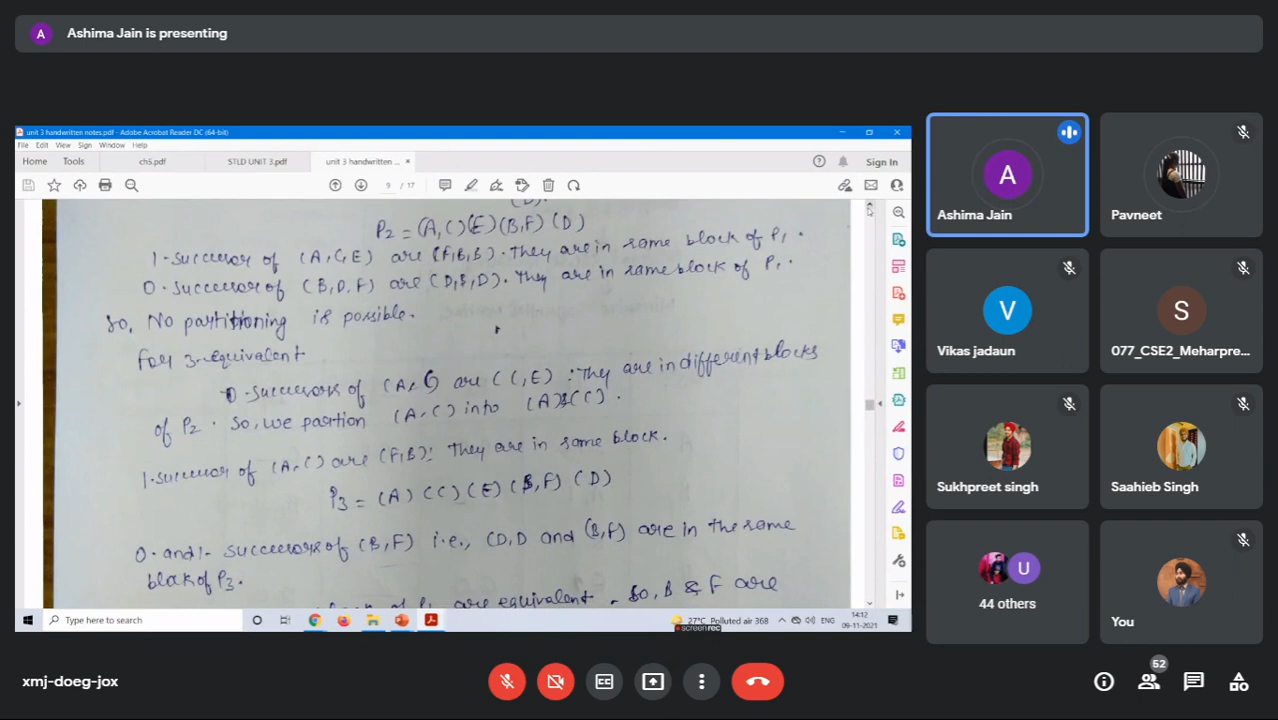 A Ashima Jain is presenting
unit 3 handwritten notes.pdf - Adobe Acrobat Reader DC (64-bit)
File Edit View Sign Window Help
Home Tools ch5.pdf STLD UNIT 3.pdf unit 3 handwritten ... × Sign In
9 / 17
(D).
P2 = (A,C)(E)(B,F)(D)
1-successor of (A,C,E) are (F,B,B). They are in same block of P1.
0-successor of (B,D,F) are (D,B,D). They are in same block of P1.
So, No partitioning is possible.
For 3-equivalent
0-successors of (A,C) are (C,E): They are in different blocks
of P2. So, we partion (A,C) into (A)&(C).
1-successor of (A,C) are (F,B): They are in same block.
P3 = (A)(C)(E)(B,F)(D)
0-and 1- successors of (B,F) i.e., (D,D and (B,F) are in the same
block of P3.
are equivalent. So, B & F are
Type here to search
27°C Polluted air 368 ENG
14:12
09-11-2021
screenrec
A
Ashima Jain
Pavneet
V
Vikas jadaun
S
077_CSE2_Meharpre...
Sukhpreet singh
Saahieb Singh
U
44 others
You
xmj-doeg-jox
CC
52